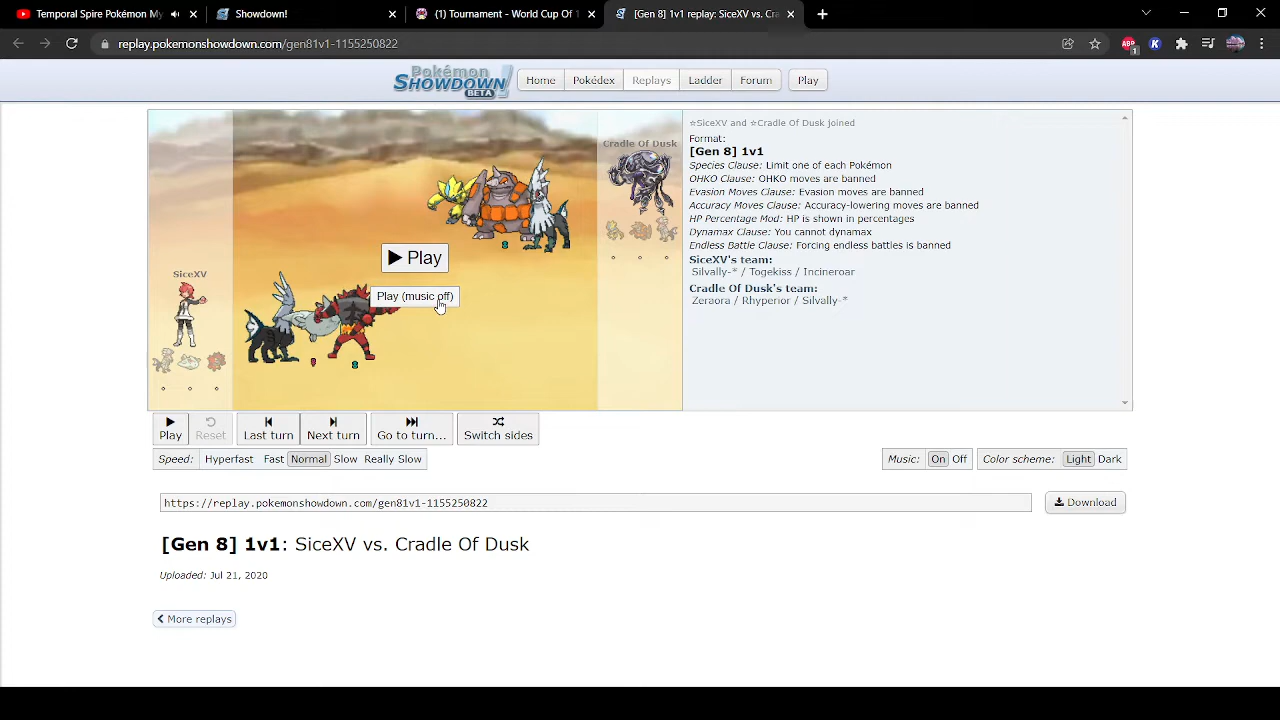 Temporal Spire Pokémon My
Showdown!
(1) Tournament - World Cup Of 1
[Gen 8] 1v1 replay: SiceXV vs. Cra
replay.pokemonshowdown.com/gen81v1-1155250822
ABP
1
K
Pokémon
SHOWDOWN!
BETA
Home
Pokédex
Replays
Ladder
Forum
Play
☆SiceXV and ☆Cradle Of Dusk joined
Format:
[Gen 8] 1v1
Species Clause: Limit one of each Pokémon
OHKO Clause: OHKO moves are banned
Evasion Moves Clause: Evasion moves are banned
Accuracy Moves Clause: Accuracy-lowering moves are banned
HP Percentage Mod: HP is shown in percentages
Dynamax Clause: You cannot dynamax
Endless Battle Clause: Forcing endless battles is banned
SiceXV's team:
Silvally-* / Togekiss / Incineroar
Cradle Of Dusk's team:
Zeraora / Rhyperior / Silvally-*
Cradle Of Dusk
SiceXV
Play
Play (music off)
Play
Reset
Last turn
Next turn
Go to turn...
Switch sides
Speed: Hyperfast Fast Normal Slow Really Slow
Music: On Off
Color scheme: Light Dark
https://replay.pokemonshowdown.com/gen81v1-1155250822
Download
[Gen 8] 1v1: SiceXV vs. Cradle Of Dusk
Uploaded: Jul 21, 2020
More replays